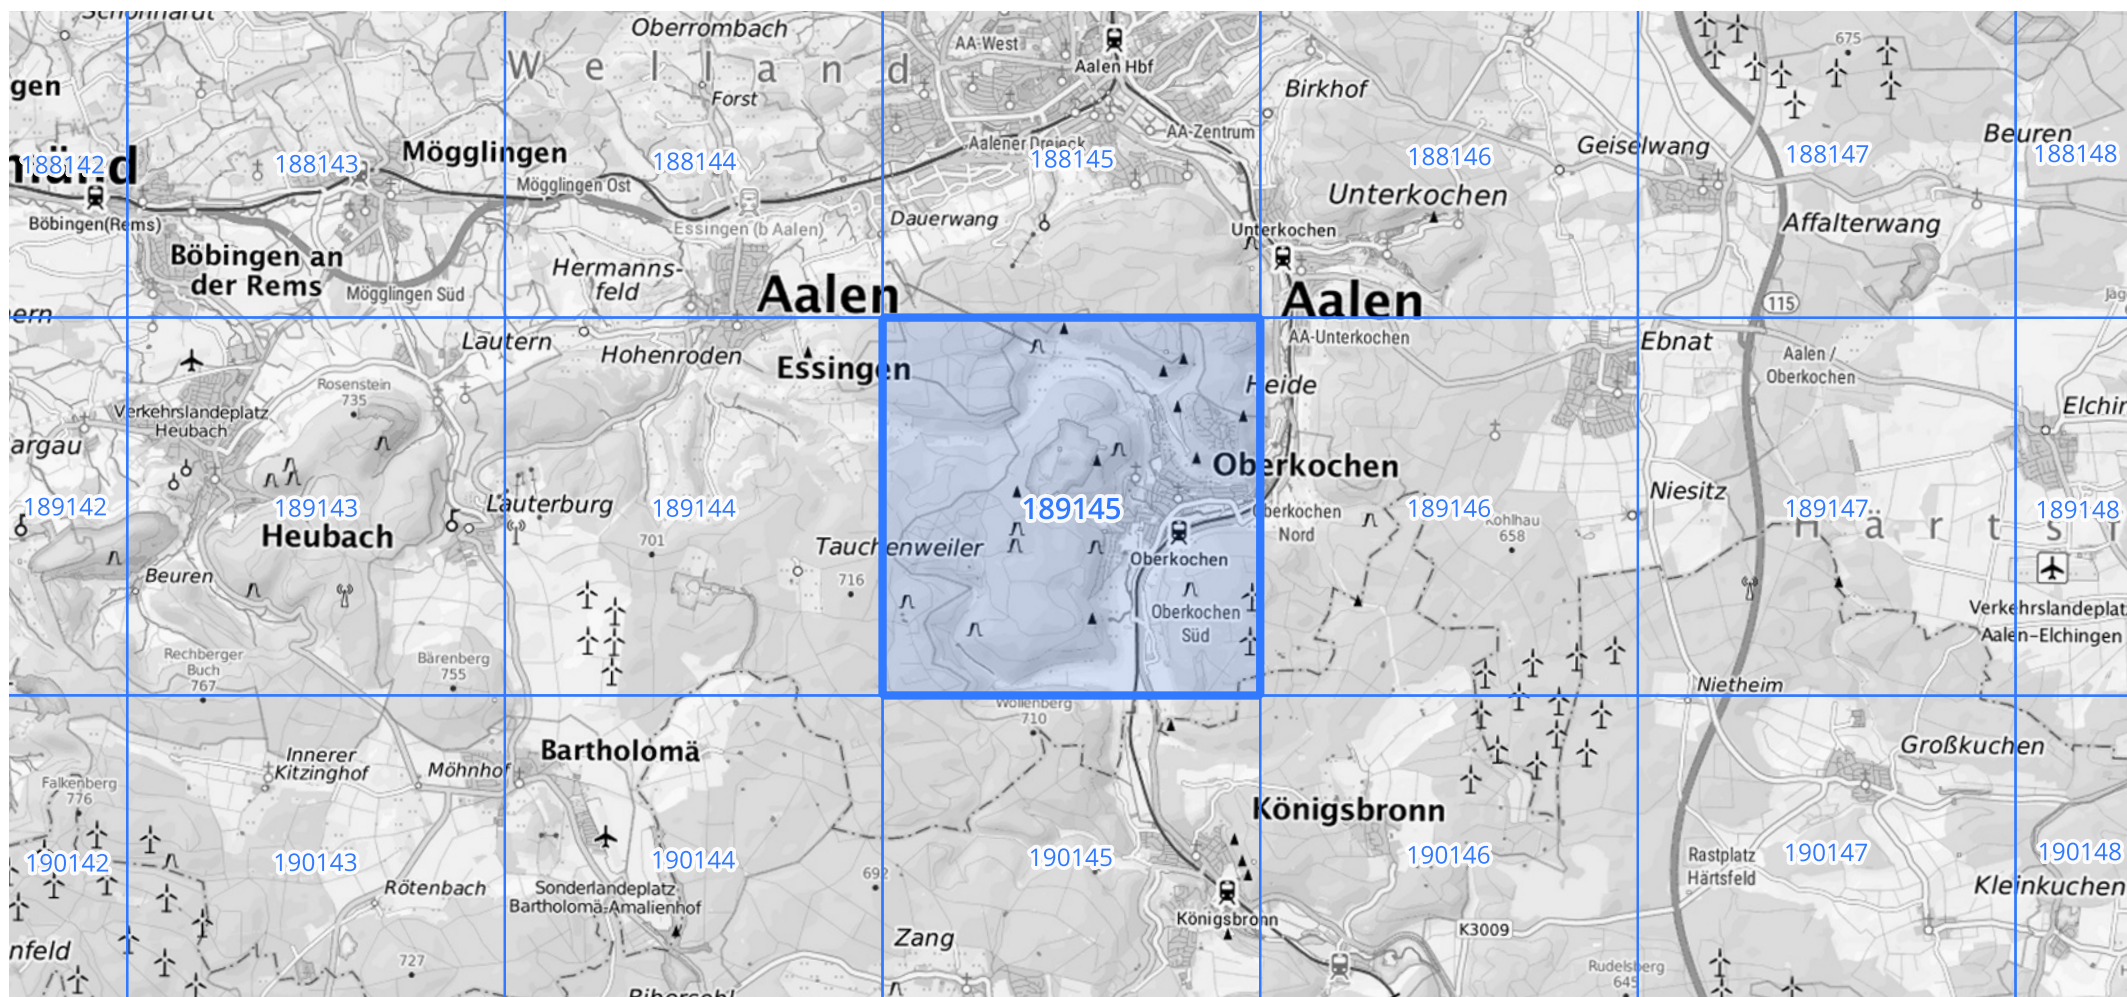 Oberrombach
AA-West
Aalen Hbf
W e l l a n d
675
gen
Forst
Birkhof
AA-Zentrum
Aalener Dreieck
Beuren
Geiselwang
Mögglingen
188142
188143
188144
188145
188146
188147
188148
Mögglingen Ost
Unterkochen
Böbingen(Rems)
Dauerwang
Essingen (b Aalen)
Unterkochen
Affalterwang
Böbingen an
der Rems
Hermanns-
feld
Mögglingen Süd
Aalen
Aalen
115
ern
Lautern
Hohenroden
Essingen
AA-Unterkochen
Ebnat
Aalen /
Oberkochen
Rosenstein
735
Heide
Verkehrslandeplatz
Heubach
Elchin
argau
Oberkochen
189142
189143
189144
189145
189146
189147
189148
Lauterburg
Niesitz
Heubach
701
Oberkochen
Nord
Kohlhau
658
H ä r t s f
Tauchenweiler
Oberkochen
Beuren
716
Oberkochen
Süd
Verkehrslandeplat
Aalen-Elchingen
Rechberger
Buch
767
Bärenberg
755
Nietheim
Wollenberg
710
Innerer
Kitzinghof
Möhnhof
Bartholomä
Großkuchen
Falkenberg
776
Königsbronn
190142
190143
190144
190145
190146
190147
190148
Rastplatz
Härtsfeld
Rötenbach
Sonderlandeplatz
Bartholomä-Amalienhof
692
Kleinkuchen
Königsbronn
K3009
nfeld
Zang
727
Rudelsberg
645